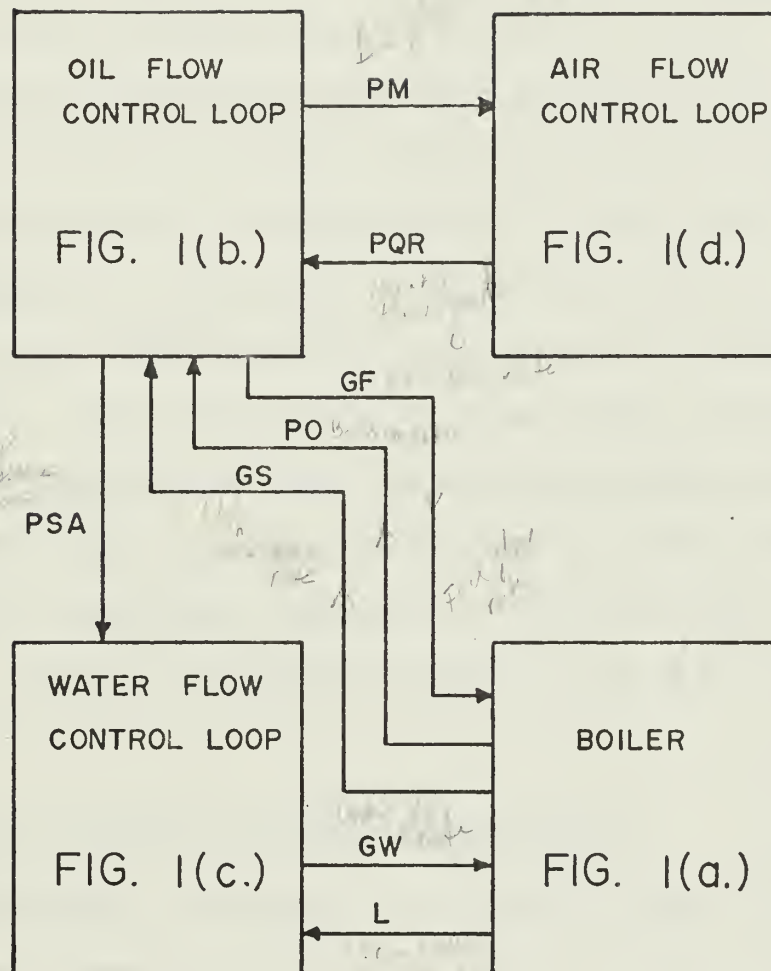 OIL FLOW
CONTROL LOOP
FIG. 1(b.)
PM
PQR
AIR FLOW
CONTROL LOOP
FIG. 1(d.)
GF
PO
GS
PSA
WATER FLOW
CONTROL LOOP
FIG. 1(c.)
GW
L
BOILER
FIG. 1(a.)